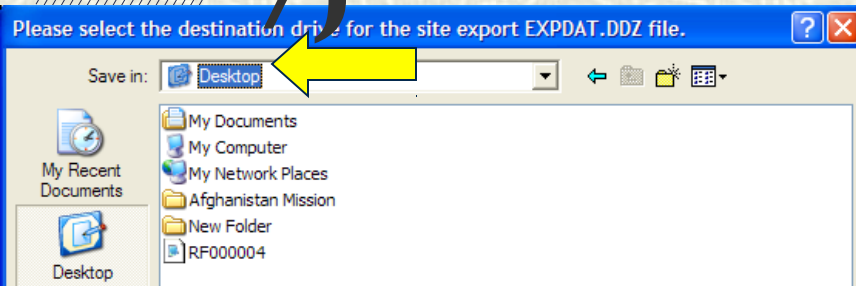 Please select the destination drive for the site export EXPDAT.DDZ file.
Save in: Desktop
My Documents
My Computer
My Network Places
Afghanistan Mission
New Folder
RF000004
My Recent
Documents
Desktop